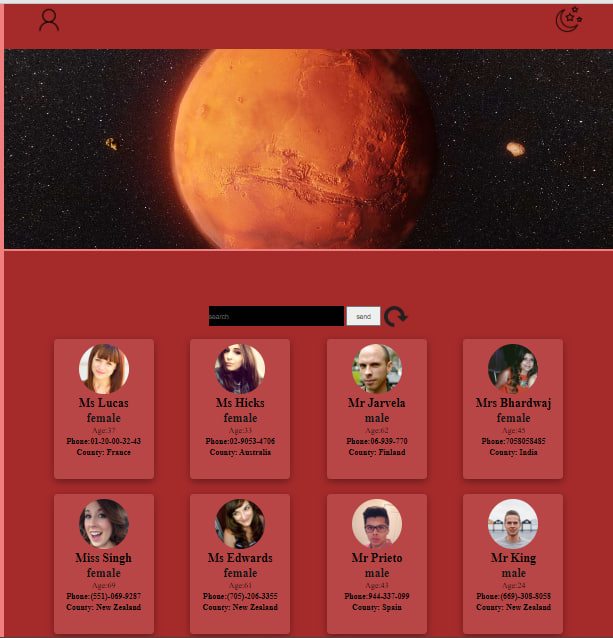 search
send
Ms Lucas
female
Age:37
Phone:01-20-00-32-43
County: France
Ms Hicks
female
Age:33
Phone:02-9053-4706
County: Australia
Mr Jarvela
male
Age:62
Phone:06-939-770
County: Finland
Mrs Bhardwaj
female
Age:45
Phone:7058058485
County: India
Miss Singh
female
Age:69
Phone:(551)-069-9287
County: New Zealand
Ms Edwards
female
Age:61
Phone:(705)-206-3355
County: New Zealand
Mr Prieto
male
Age:43
Phone:944-337-099
County: Spain
Mr King
male
Age:24
Phone:(669)-308-8058
County: New Zealand